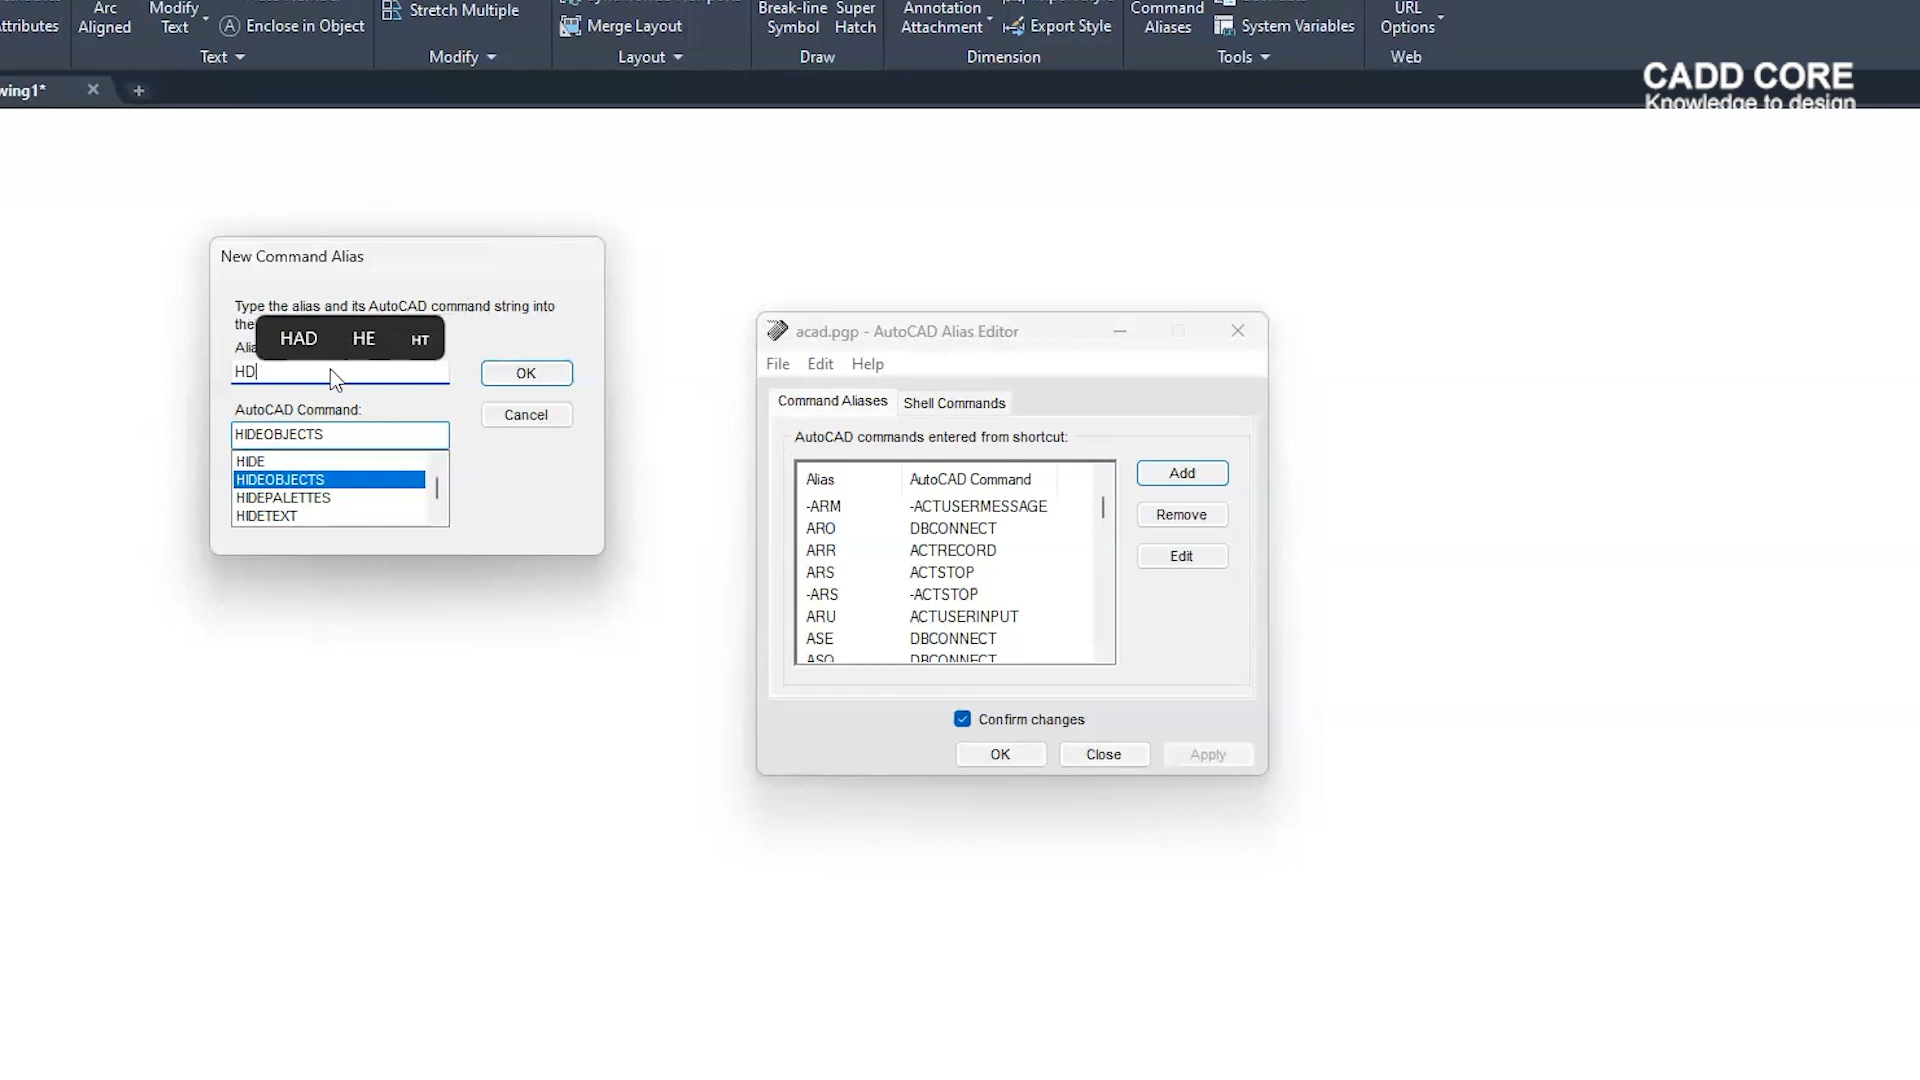 Arc
Aligned
Modify
Text
Enclose in Object
Text
Stretch Multiple
Modify
Merge Layout
Layout
Break-line
Symbol
Super
Hatch
Draw
Annotation
Attachment
Export Style
Dimension
Command
Aliases
System Variables
Tools
URL
Options
Web
wing1*
CADD CORE
Knowledge to design
New Command Alias
Type the alias and its AutoCAD command string into
the
HAD HE HT
HD
OK
AutoCAD Command:
Cancel
HIDEOBJECTS
HIDE
HIDEOBJECTS
HIDEPALETTES
HIDETEXT
acad.pgp - AutoCAD Alias Editor
File Edit Help
Command Aliases Shell Commands
AutoCAD commands entered from shortcut:
Alias AutoCAD Command
-ARM -ACTUSERMESSAGE
ARO DBCONNECT
ARR ACTRECORD
ARS ACTSTOP
-ARS -ACTSTOP
ARU ACTUSERINPUT
ASE DBCONNECT
ASQ DBCONNECT
Add
Remove
Edit
Confirm changes
OK Close Apply